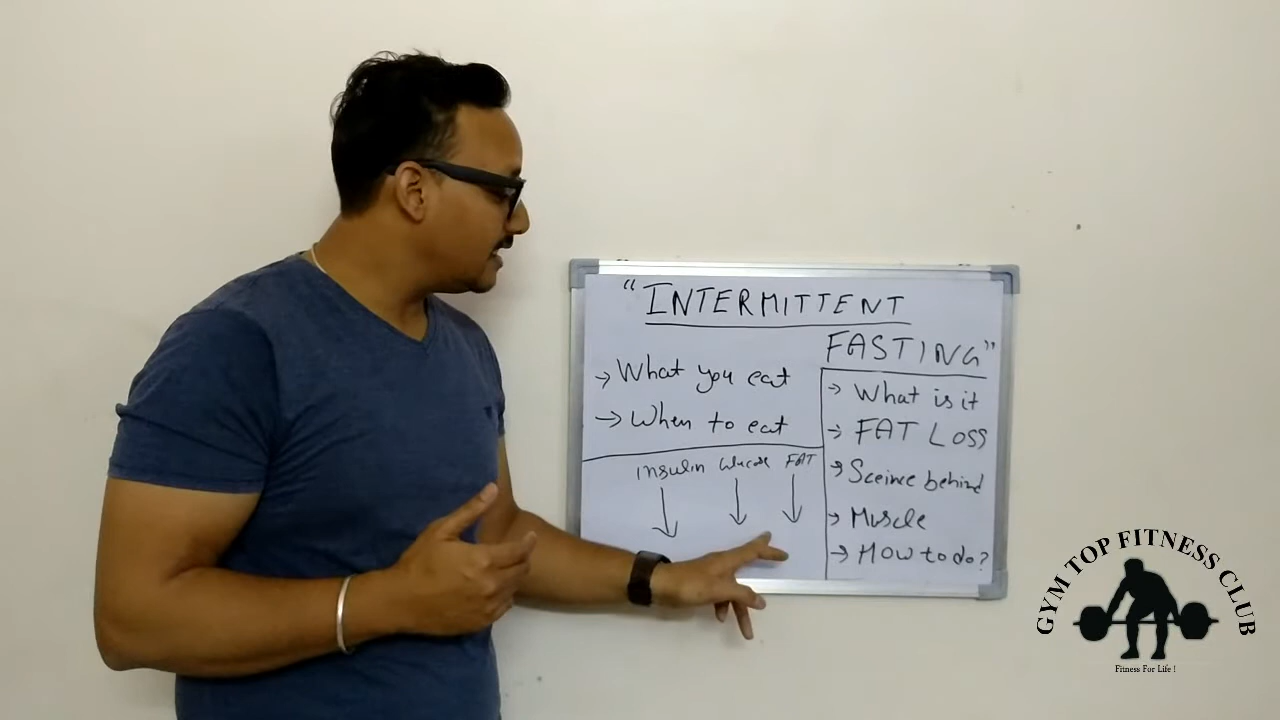 "INTERMITTENT
FASTING"
→ What you eat
→ When to eat
Insulin Glucose FAT
→ What is it
→ FAT LOSS
→ Sceince behind
→ Muscle
→ How to do?
GYM TOP FITNESS CLUB
Fitness For Life !